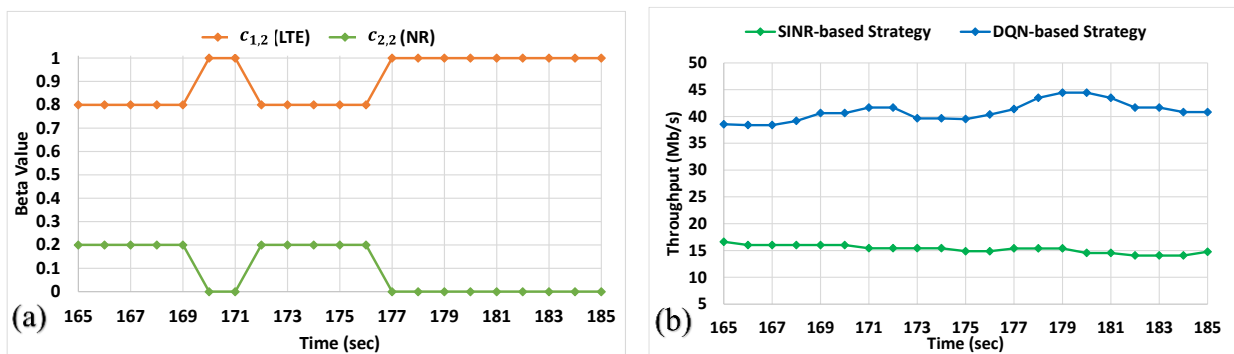 c1,2 (LTE) c2,2 (NR)
Beta Value
1
0.9
0.8
0.7
0.6
0.5
0.4
0.3
0.2
0.1
0
165 167 169 171 173 175 177 179 181 183 185
Time (sec)
(a)
SINR-based Strategy DQN-based Strategy
Throughput (Mb/s)
50
45
40
35
30
25
20
15
10
5
165 167 169 171 173 175 177 179 181 183 185
Time (sec)
(b)